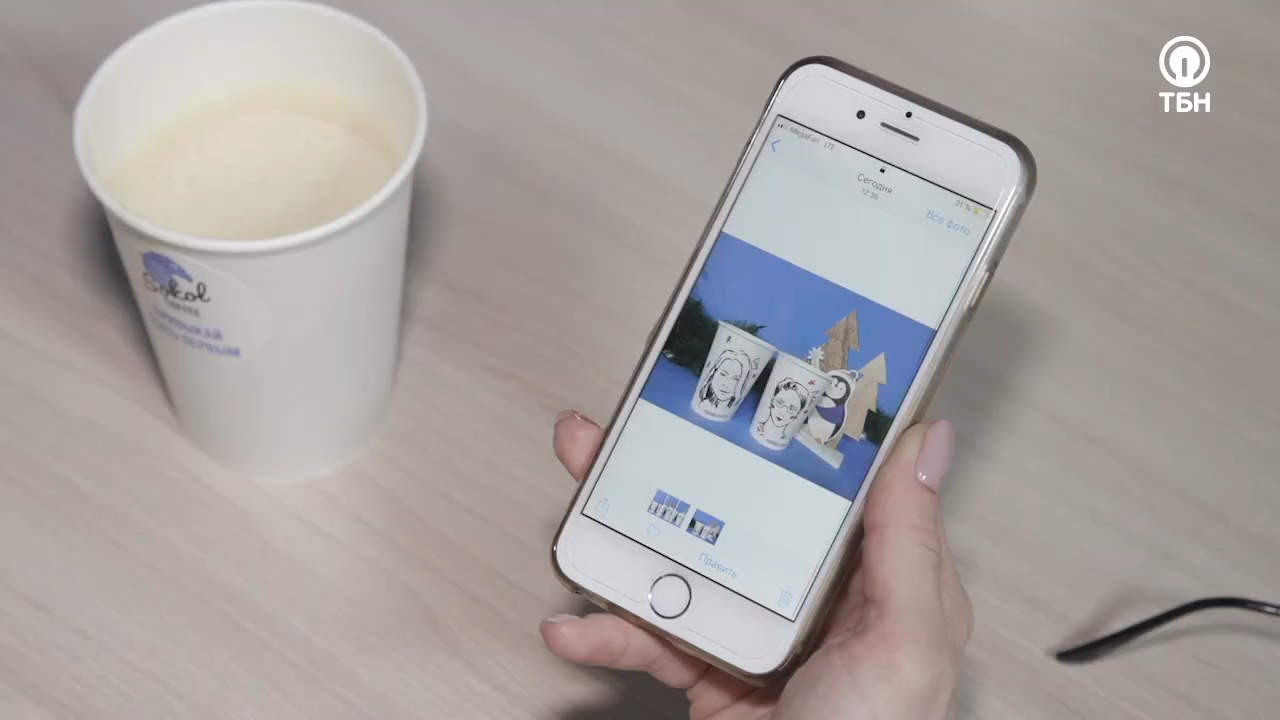 ТБН
MegaFon LTE
31 %
Сегодня
12:35
Все фото
Править
Sokol